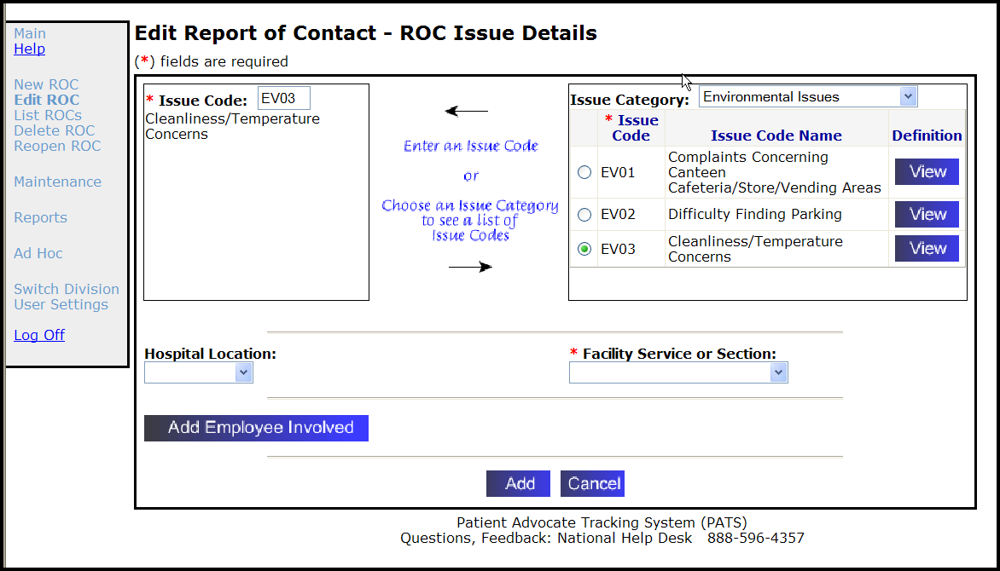 Main
Help
New ROC
Edit ROC
List ROCs
Delete ROC
Reopen ROC
Maintenance
Reports
Ad Hoc
Switch Division
User Settings
Log Off
Edit Report of Contact - ROC Issue Details
(*) fields are required
* Issue Code: EV03
Cleanliness/Temperature
Concerns
Enter an Issue Code
or
Choose an Issue Category
to see a list of
Issue Codes
Issue Category: Environmental Issues
* Issue
Code
Issue Code Name
Definition
EV01
Complaints Concerning
Canteen
Cafeteria/Store/Vending Areas
View
EV02
Difficulty Finding Parking
View
EV03
Cleanliness/Temperature
Concerns
View
Hospital Location:
* Facility Service or Section:
Add Employee Involved
Add
Cancel
Patient Advocate Tracking System (PATS)
Questions, Feedback: National Help Desk 888-596-4357